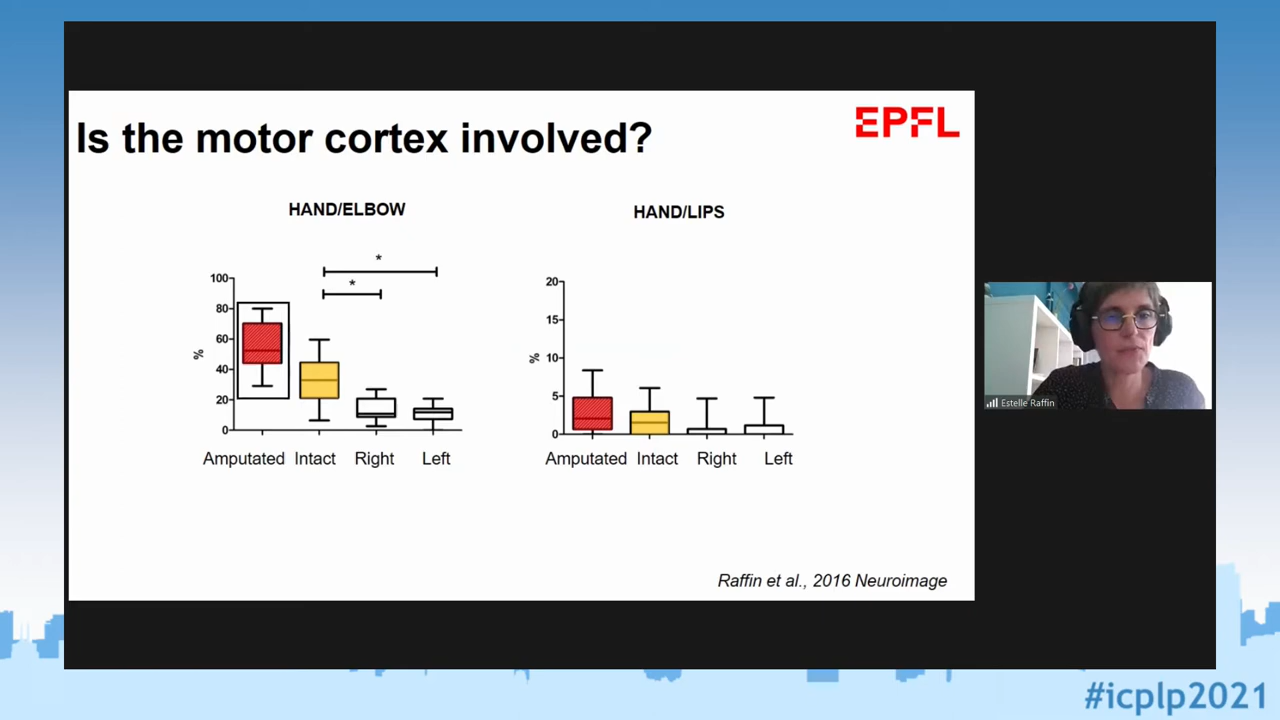 Is the motor cortex involved?
EPFL
HAND/ELBOW
*
*
100
80
60
40
20
0
%
Amputated Intact Right Left
HAND/LIPS
20
15
10
5
0
%
Amputated Intact Right Left
Raffin et al., 2016 Neuroimage
Estelle Raffin
#icplp2021